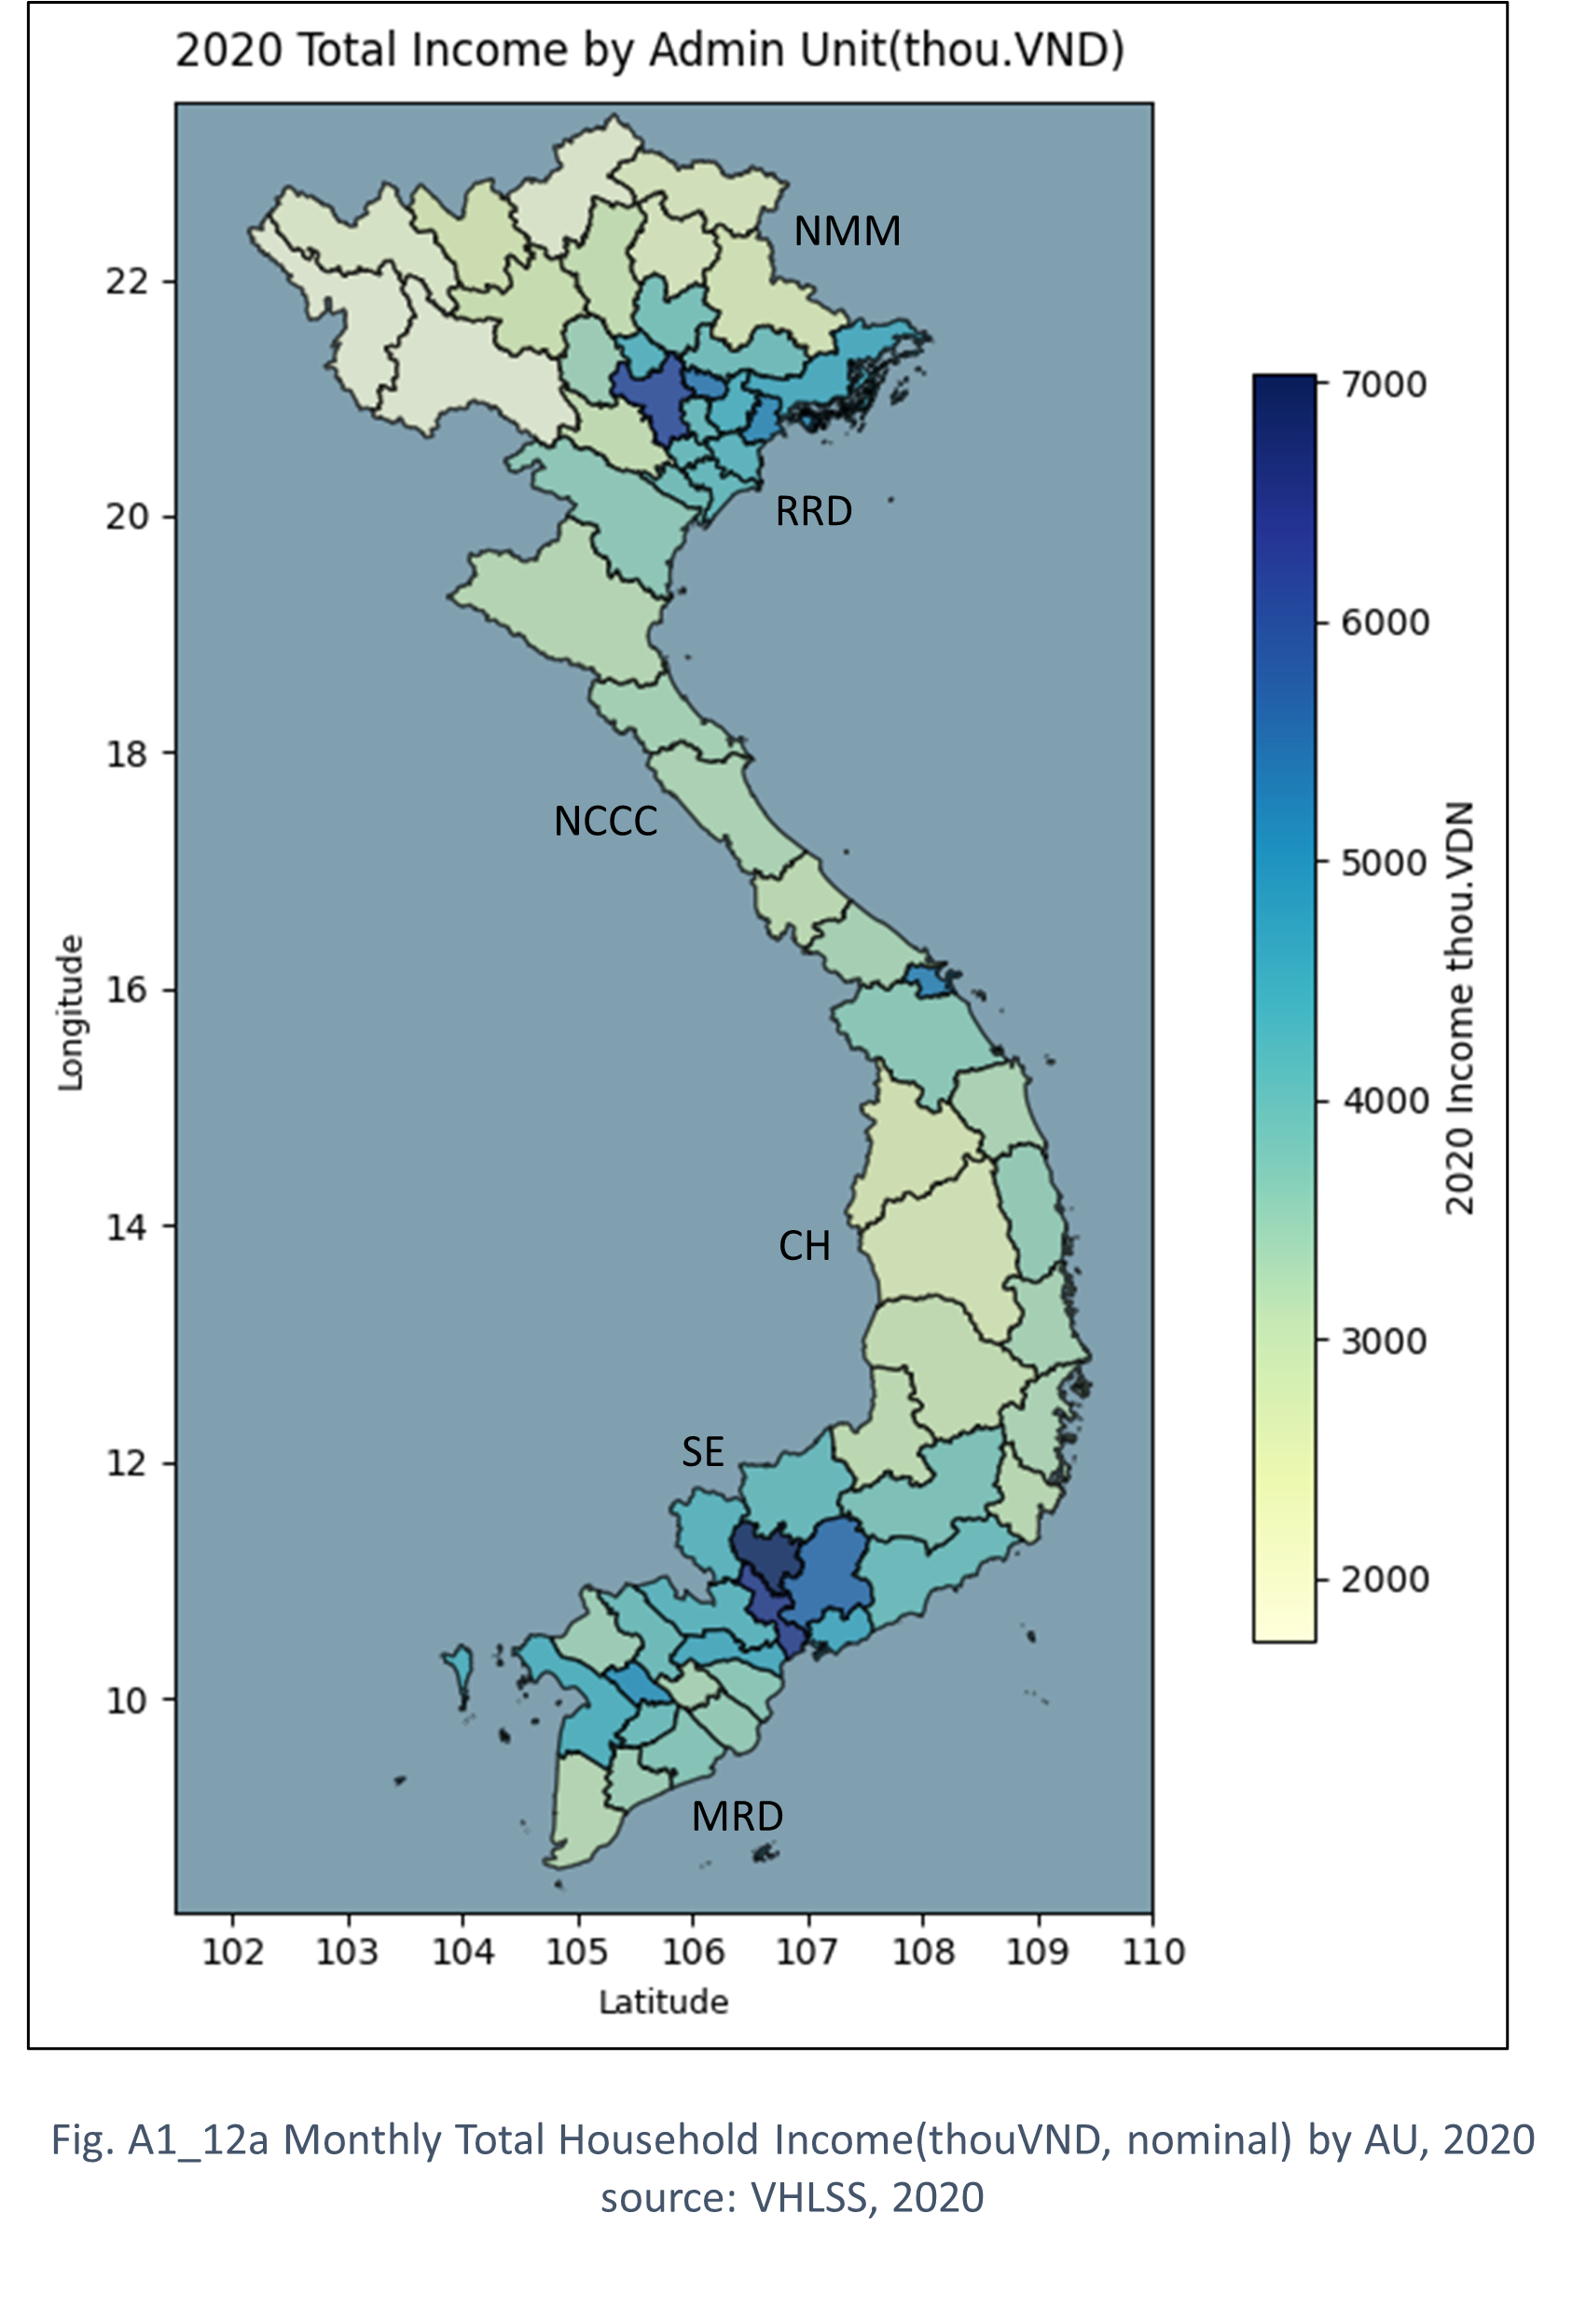 2020 Total Income by Admin Unit(thou.VND)
NMM
RRD
NCCC
CH
SE
MRD
22
20
18
16
14
12
10
Longitude
102 103 104 105 106 107 108 109 110
Latitude
7000
6000
5000
4000
3000
2000
2020 Income thou.VDN
Fig. A1_12a Monthly Total Household Income(thouVND, nominal) by AU, 2020
source: VHLSS, 2020